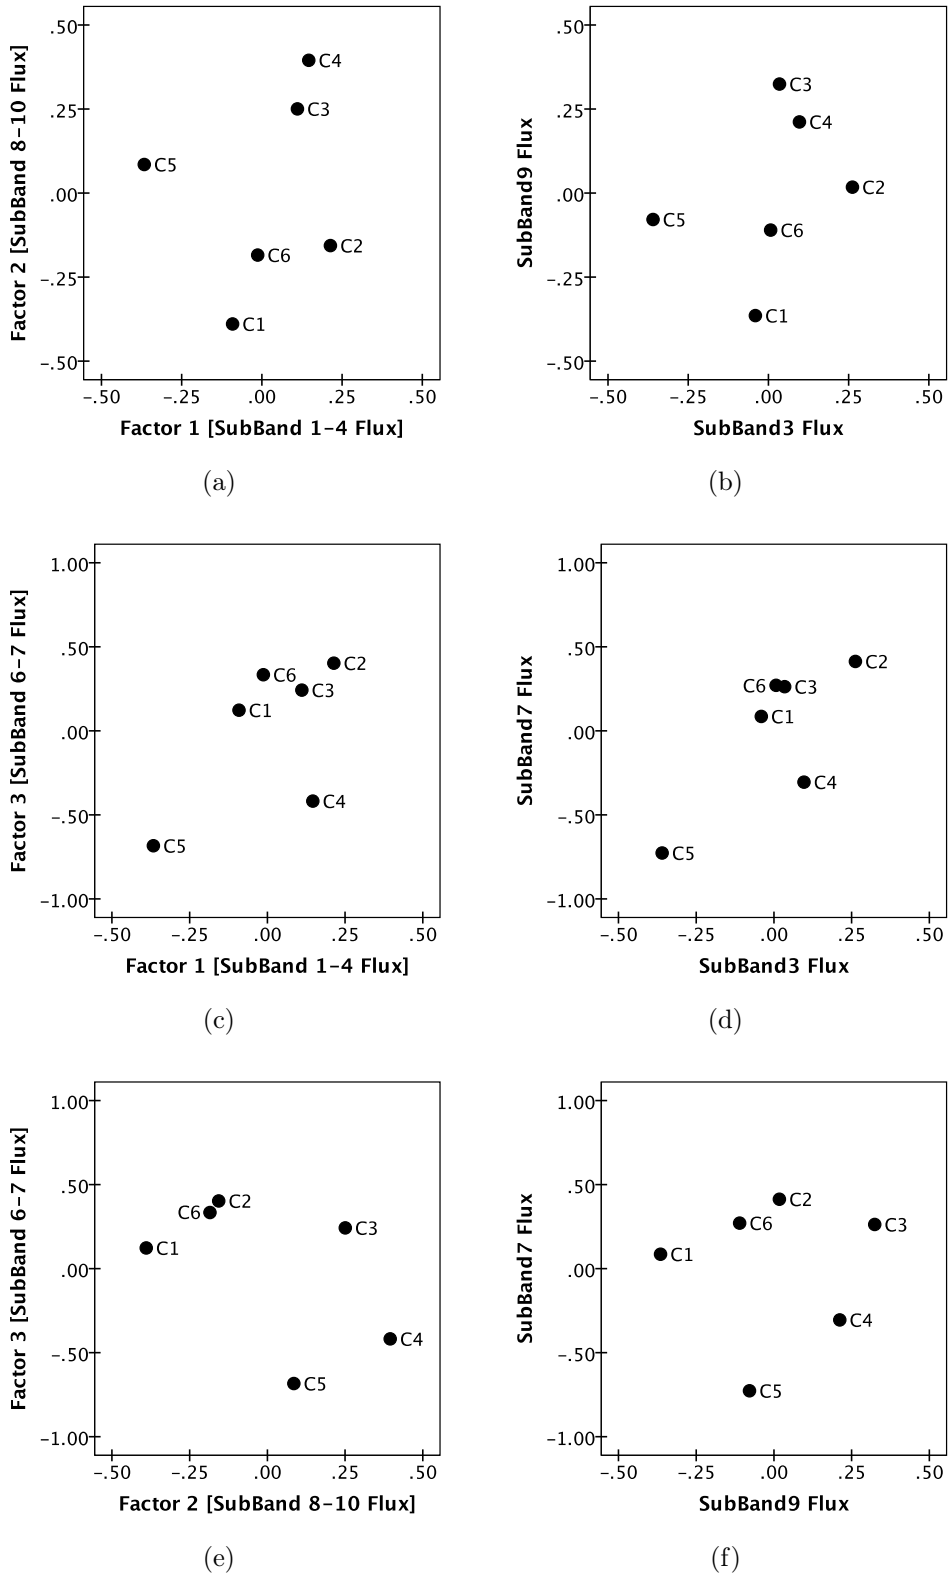 .50
.25
.00
-.25
-.50
Factor 2 [SubBand 8-10 Flux]
C4
C3
C5
C2
C6
C1
-.50 -.25 .00 .25 .50
Factor 1 [SubBand 1-4 Flux]
(a)
.50
.25
.00
-.25
-.50
SubBand9 Flux
C3
C4
C2
C5
C6
C1
-.50 -.25 .00 .25 .50
SubBand3 Flux
(b)
1.00
.50
.00
-.50
-1.00
Factor 3 [SubBand 6-7 Flux]
C2
C6
C3
C1
C4
C5
-.50 -.25 .00 .25 .50
Factor 1 [SubBand 1-4 Flux]
(c)
1.00
.50
.00
-.50
-1.00
SubBand7 Flux
C2
C6 C3
C1
C4
C5
-.50 -.25 .00 .25 .50
SubBand3 Flux
(d)
1.00
.50
.00
-.50
-1.00
Factor 3 [SubBand 6-7 Flux]
C2
C6
C3
C1
C4
C5
-.50 -.25 .00 .25 .50
Factor 2 [SubBand 8-10 Flux]
(e)
1.00
.50
.00
-.50
-1.00
SubBand7 Flux
C2
C6
C3
C1
C4
C5
-.50 -.25 .00 .25 .50
SubBand9 Flux
(f)